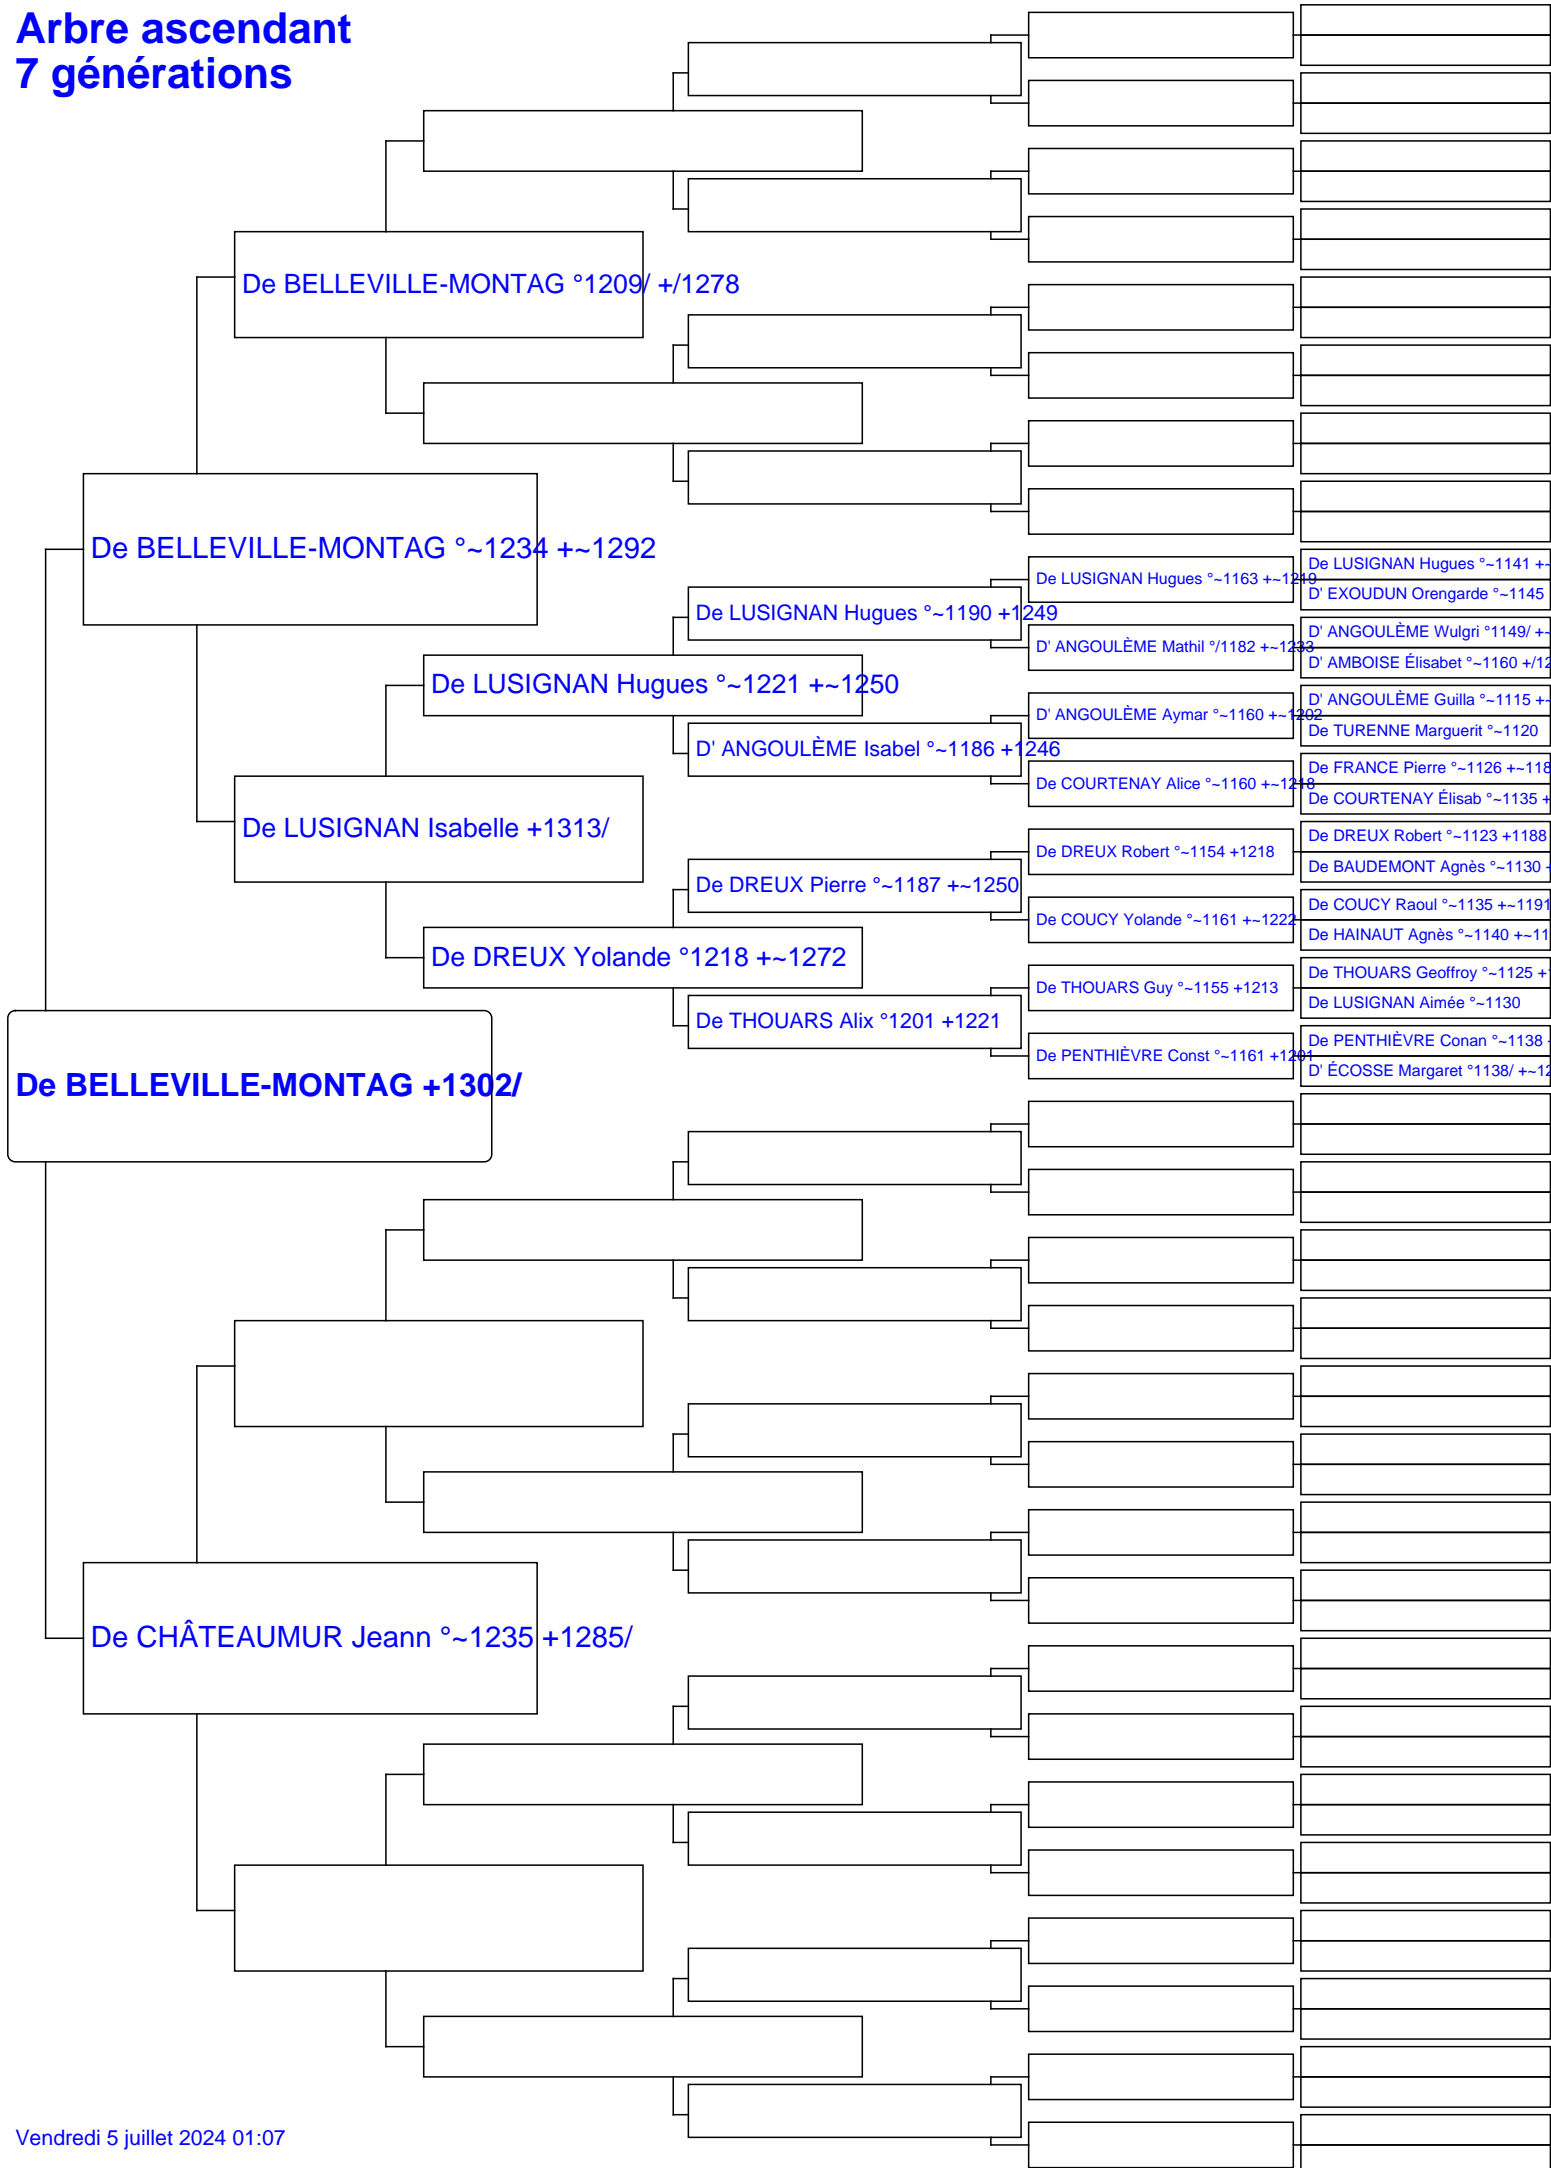 Arbre ascendant
7 générations
De BELLEVILLE-MONTAG °1209/ +/1278
De BELLEVILLE-MONTAG °~1234 +~1292
De LUSIGNAN Hugues °~1141 +~
De LUSIGNAN Hugues °~1163 +~1219
D' EXOUDUN Orengarde °~1145
De LUSIGNAN Hugues °~1190 +1249
D' ANGOULÊME Wulgri °1149/ +~
D' ANGOULÈME Mathil °/1182 +~1233
D' AMBOISE Élisabet °~1160 +/12
De LUSIGNAN Hugues °~1221 +~1250
D' ANGOULÈME Guilla °~1115 +~
D' ANGOULÈME Aymar °~1160 +~1202
De TURENNE Marguerit °~1120
D' ANGOULÈME Isabel °~1186 +1246
De FRANCE Pierre °~1126 +~118
De COURTENAY Alice °~1160 +~1218
De COURTENAY Élisab °~1135 +
De LUSIGNAN Isabelle +1313/
De DREUX Robert °~1123 +1188
De DREUX Robert °~1154 +1218
De BAUDEMONT Agnès °~1130 +
De DREUX Pierre °~1187 +~1250
De COUCY Raoul °~1135 +~1191
De COUCY Yolande °~1161 +~1222
De HAINAUT Agnès °~1140 +~11
De DREUX Yolande °1218 +~1272
De THOUARS Geoffroy °~1125 +
De THOUARS Guy °~1155 +1213
De LUSIGNAN Aimée °~1130
De THOUARS Alix °1201 +1221
De PENTHIÈVRE Conan °~1138
De PENTHIÈVRE Const °~1161 +1201
D' ÉCOSSE Margaret °1138/ +~12
De BELLEVILLE-MONTAG +1302/
De CHÂTEAUMUR Jeann °~1235 +1285/
Vendredi 5 juillet 2024 01:07